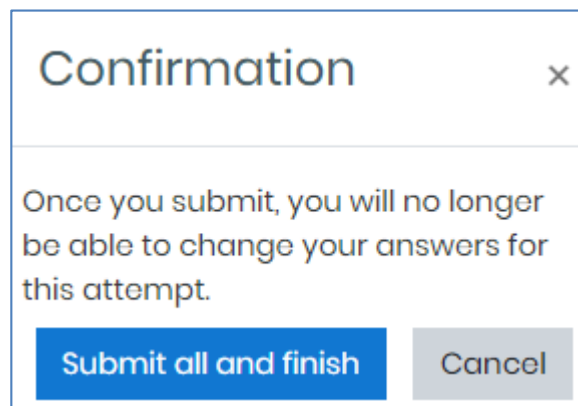 Confirmation ×
Once you submit, you will no longer
be able to change your answers for
this attempt.
Submit all and finish Cancel